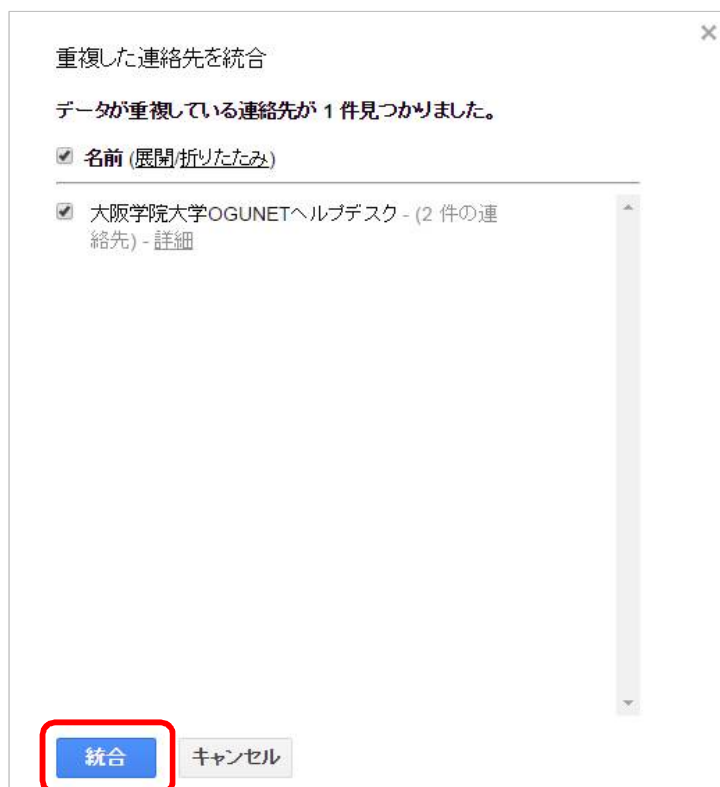 重複した連絡先を統合
データが重複している連絡先が 1 件見つかりました。
名前 (展開/折りたたみ)
大阪学院大学OGUNETヘルプデスク - (2 件の連
絡先) - 詳細
統合 キャンセル